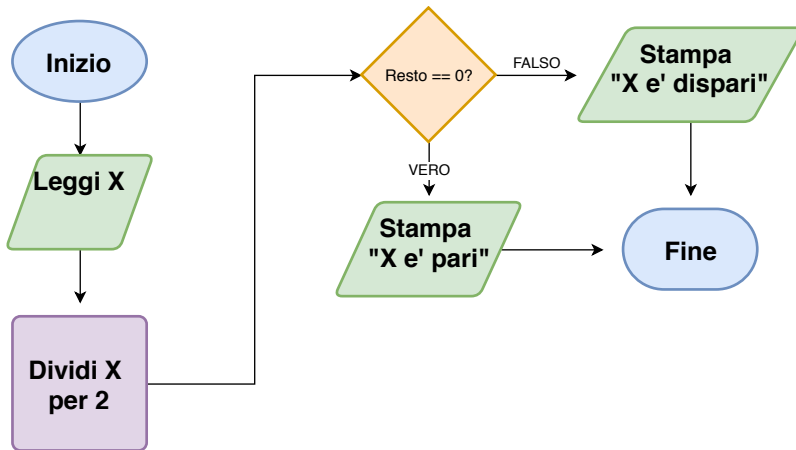 Inizio
Leggi X
Dividi X
per 2
Resto == 0?
FALSO
Stampa
"X e' dispari"
VERO
Stampa
"X e' pari"
Fine